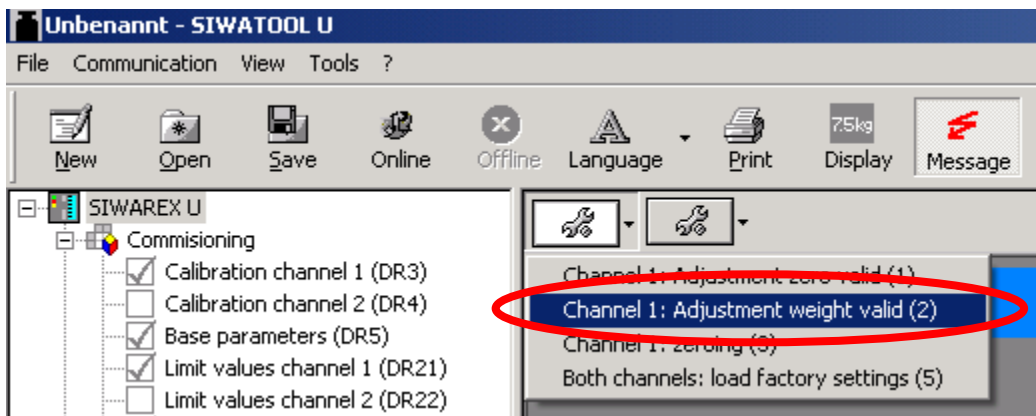 Unbenannt - SIWATOOL U
File Communication View Tools ?
New Open Save Online Offline Language Print 7.5kg Display Message
SIWAREX U
Commisioning
Calibration channel 1 (DR3)
Calibration channel 2 (DR4)
Base parameters (DR5)
Limit values channel 1 (DR21)
Limit values channel 2 (DR22)
Channel 1: Adjustment zero valid (1)
Channel 1: Adjustment weight valid (2)
Channel 1: zeroing (3)
Both channels: load factory settings (5)